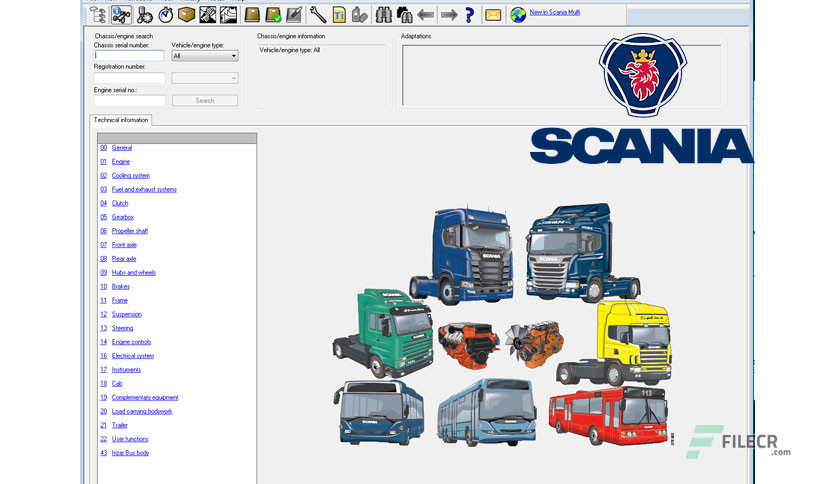 New in Scania Multi
Chassis/engine search
Chassis serial number:
Vehicle/engine type:
All
Registration number:
Engine serial no.:
Search
Chassis/engine information
Vehicle/engine type: All
Adaptations
SCANIA
Technical information
00 General
01 Engine
02 Cooling system
03 Fuel and exhaust systems
04 Clutch
05 Gearbox
06 Propeller shaft
07 Front axle
08 Rear axle
09 Hubs and wheels
10 Brakes
11 Frame
12 Suspension
13 Steering
14 Engine controls
16 Electrical system
17 Instruments
18 Cab
19 Complementary equipment
20 Load carrying bodywork
21 Trailer
22 User functions
43 Irizar Bus body
SCANIA
113
FILECR
.com